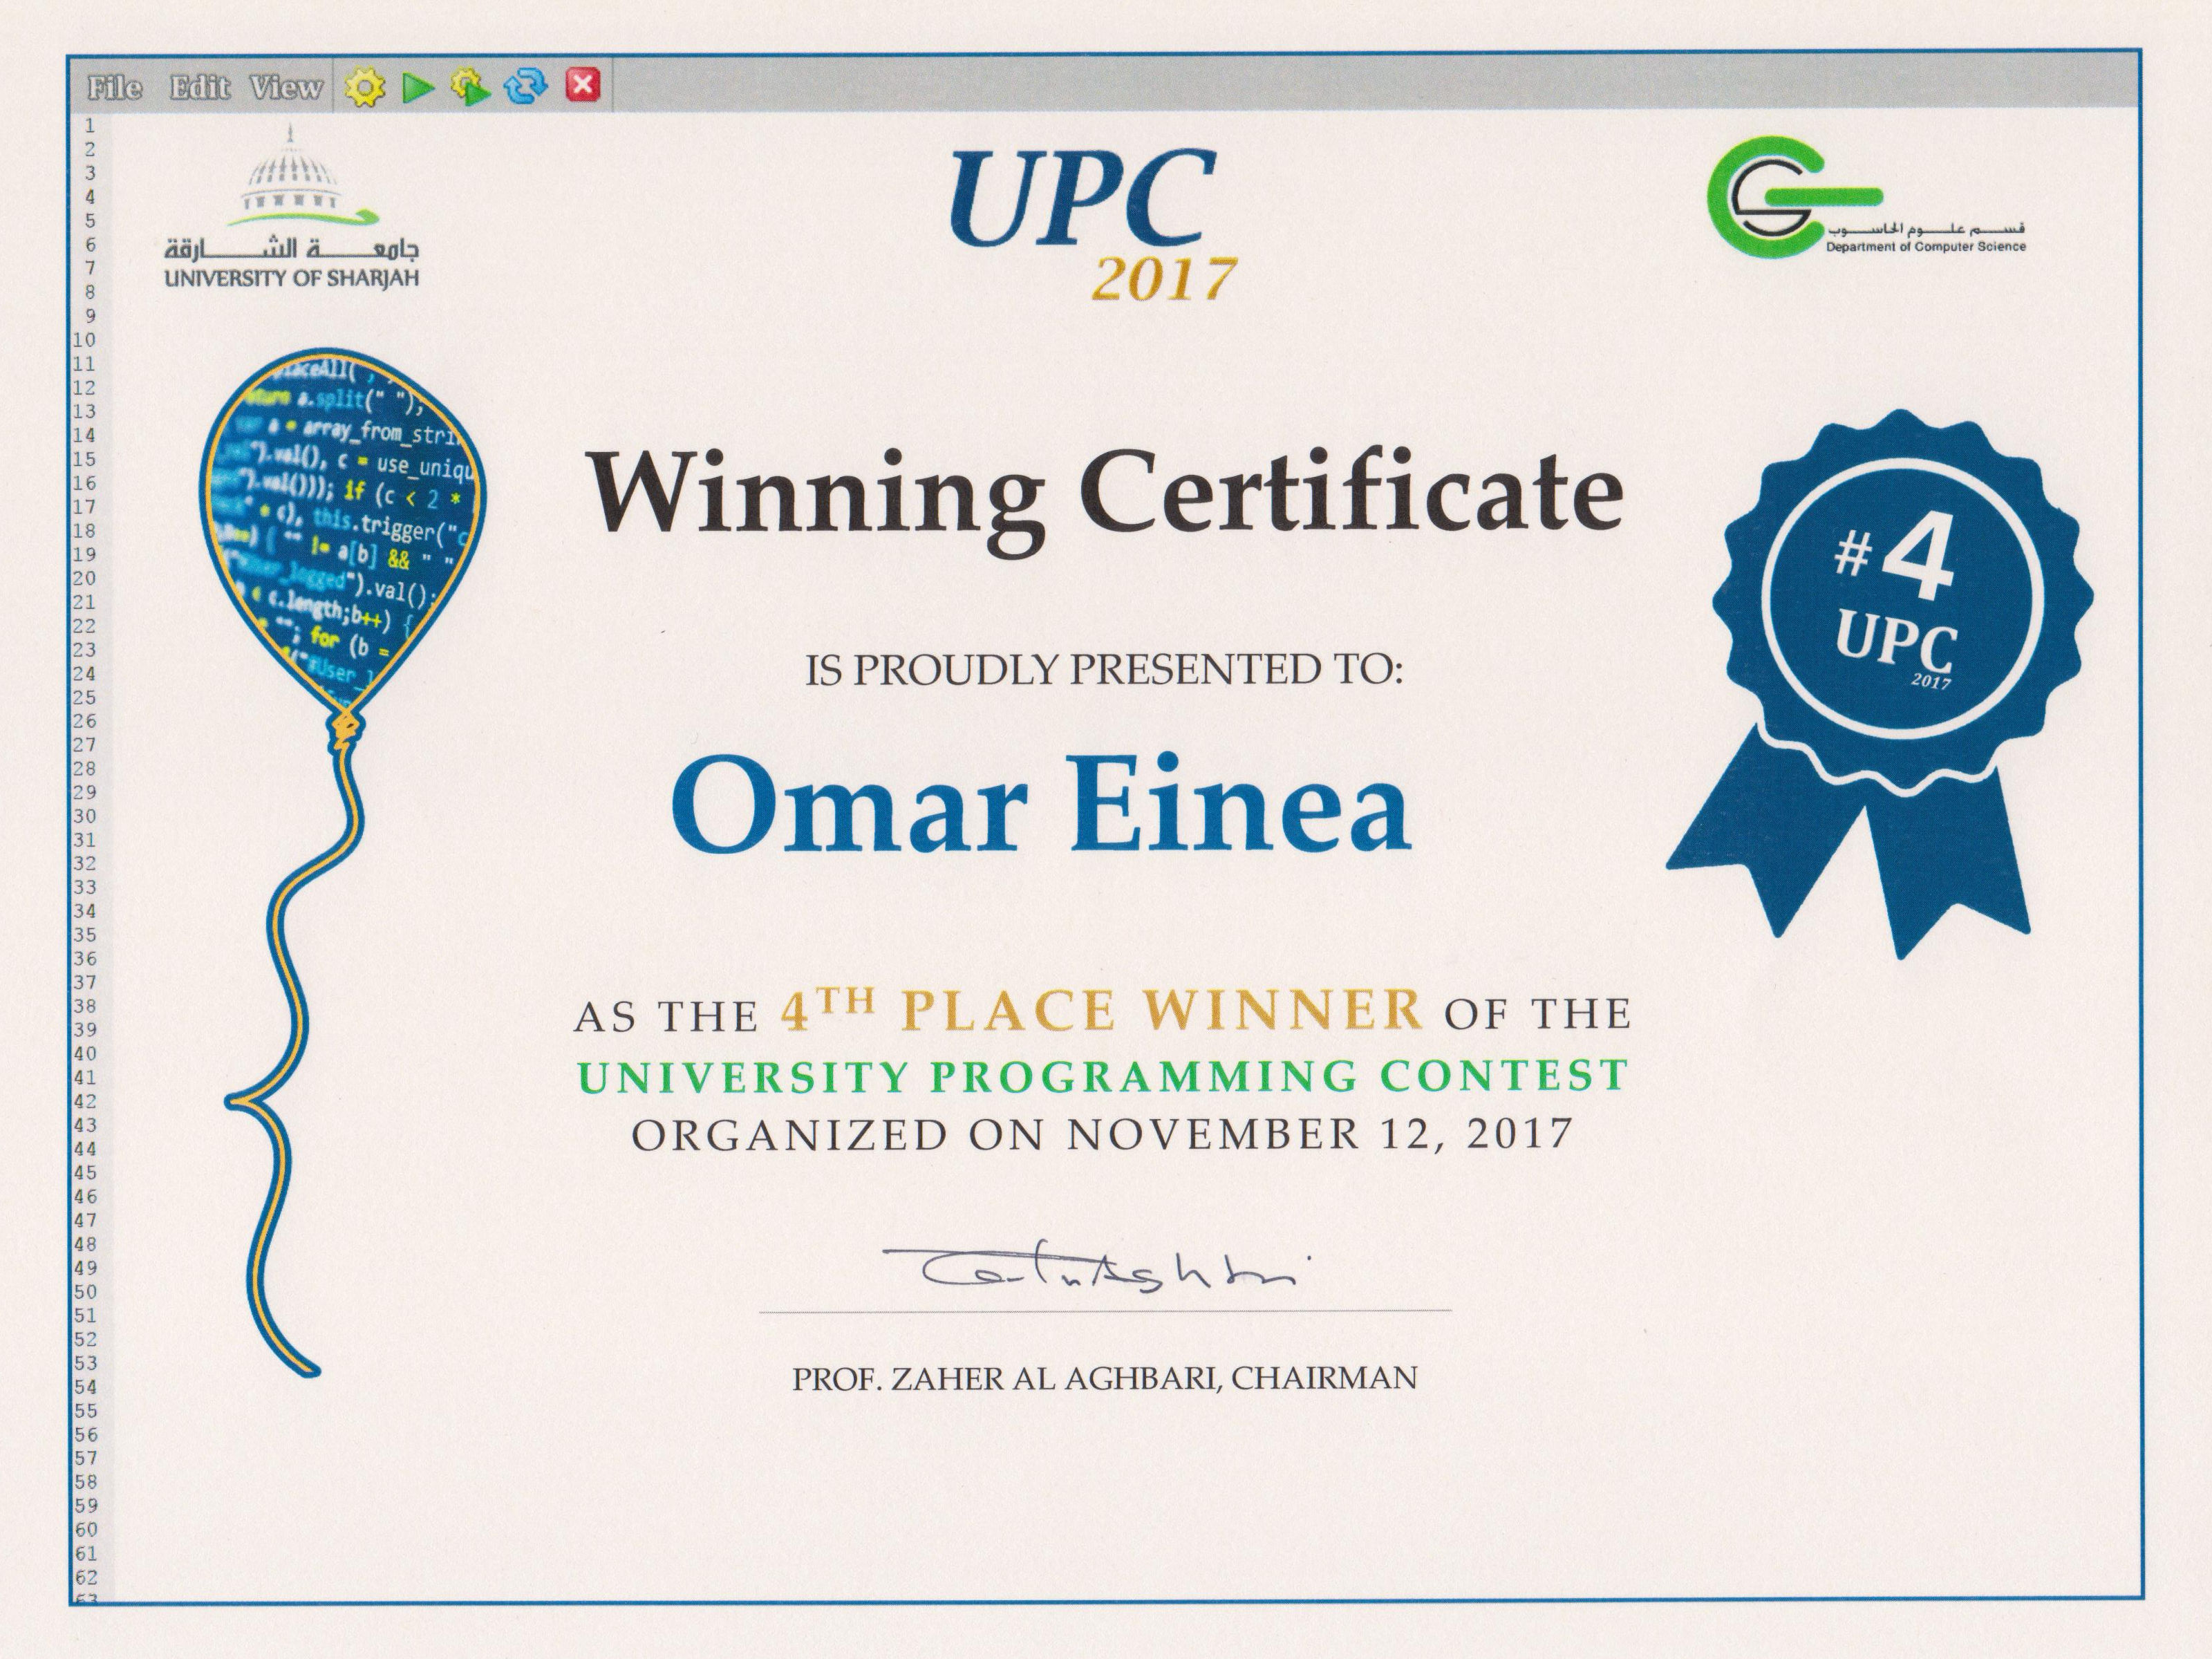 File Edit View
1
2
3
4
5
6
7
8
9
10
11
12
13
14
15
16
17
18
19
20
21
22
23
24
25
26
27
28
29
30
31
32
33
34
35
36
37
38
39
40
41
42
43
44
45
46
47
48
49
50
51
52
53
54
55
56
57
58
59
60
61
62
63
جامعة الشارقة
UNIVERSITY OF SHARJAH
UPC
2017
قسم علوم الحاسوب
Department of Computer Science
placeAll(
a.split(" ");
a = array_from_stri
").val(), c = use_uniqu
").val())); if (c < 2 *
c), this.trigger("c
{ "" != a[b] && " "
_logged").val();
c.length;b++) {
""; for (b =
User_
Winning Certificate
IS PROUDLY PRESENTED TO:
Omar Einea
AS THE 4TH PLACE WINNER OF THE
UNIVERSITY PROGRAMMING CONTEST
ORGANIZED ON NOVEMBER 12, 2017
PROF. ZAHER AL AGHBARI, CHAIRMAN
#4
UPC
2017